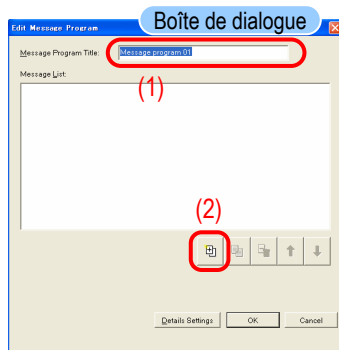 Boîte de dialogue
Edit Message Program
Message Program Title: Message program 01
(1)
Message List:
(2)
Details Settings OK Cancel